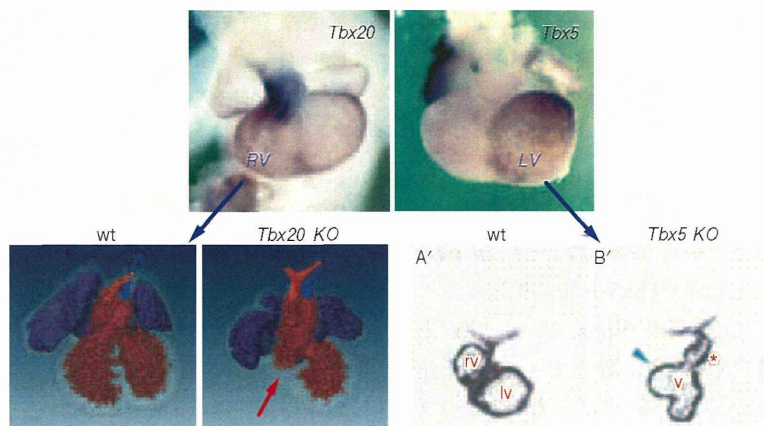 Tbx20
Tbx5
RV
LV
wt
Tbx20 KO
wt
Tbx5 KO
A′
B′
rv
lv
v
*